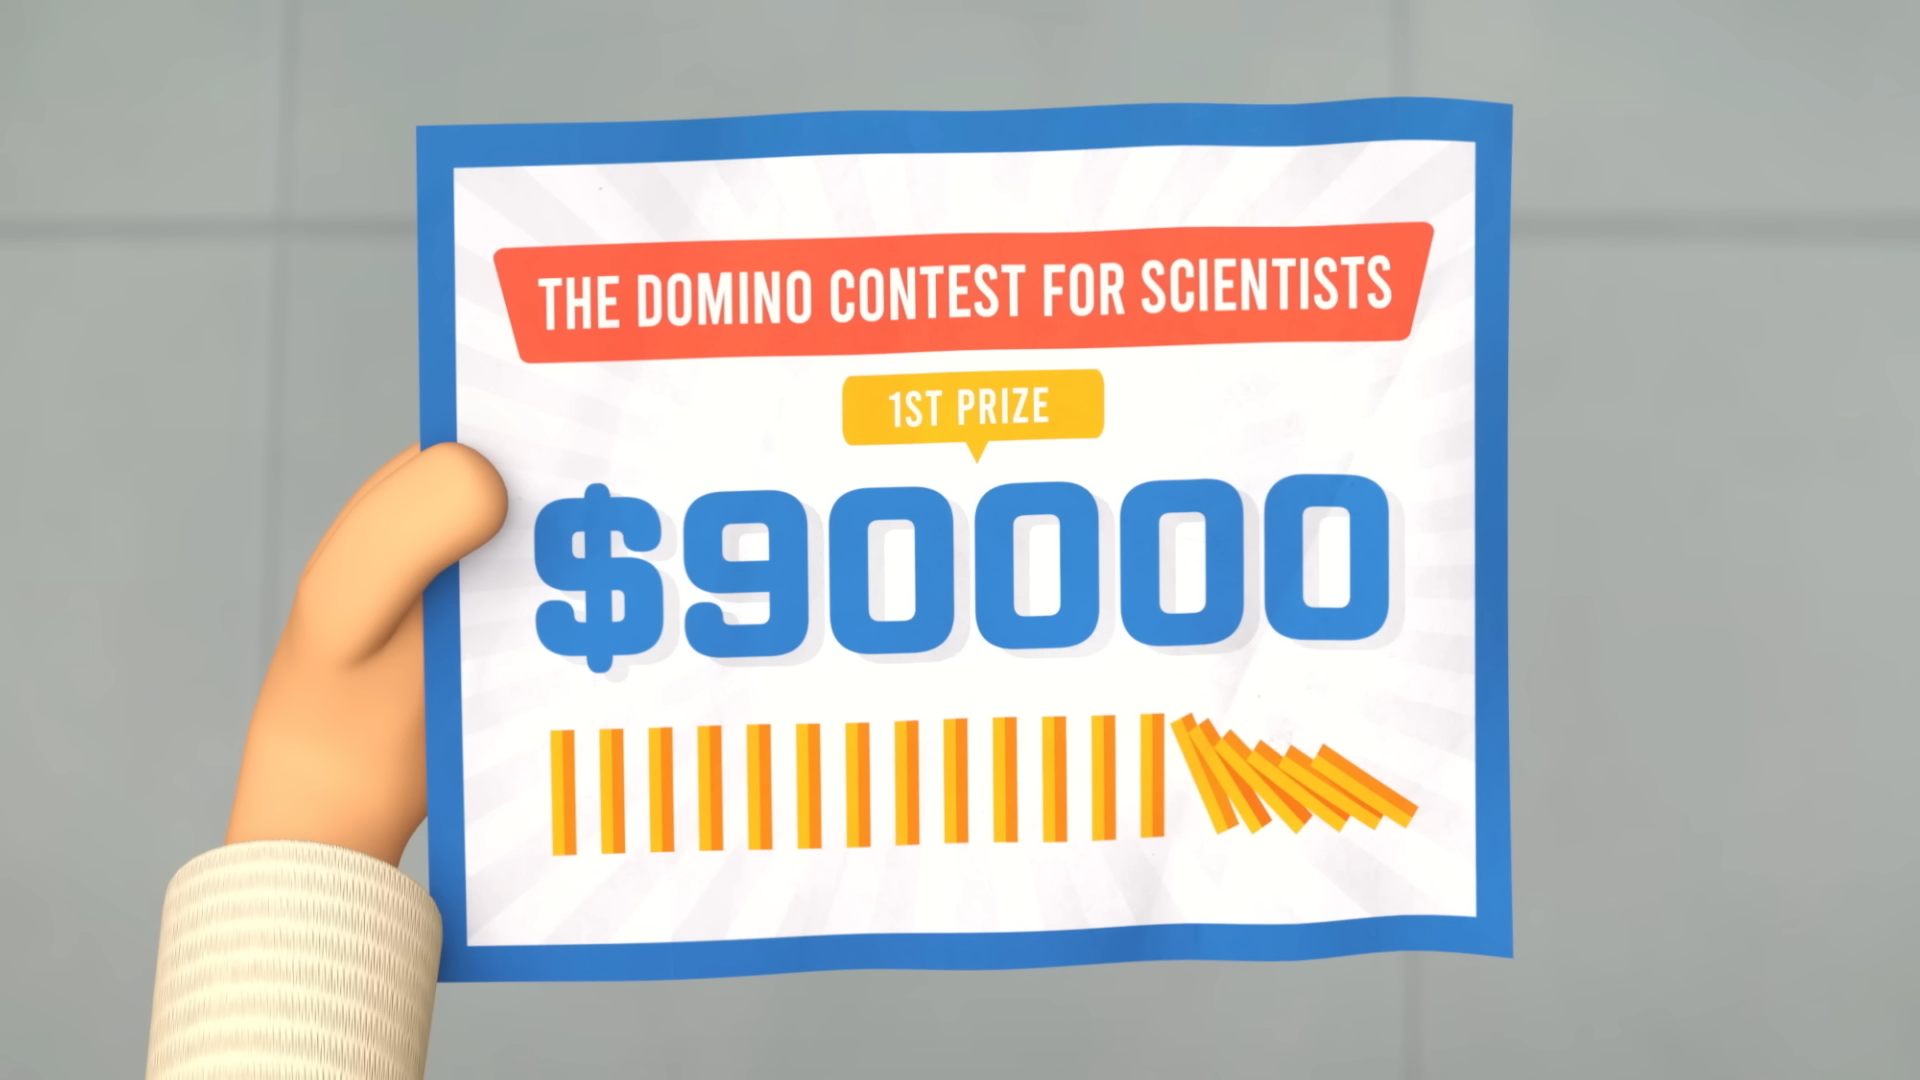 THE DOMINO CONTEST FOR SCIENTISTS
1ST PRIZE
$90000